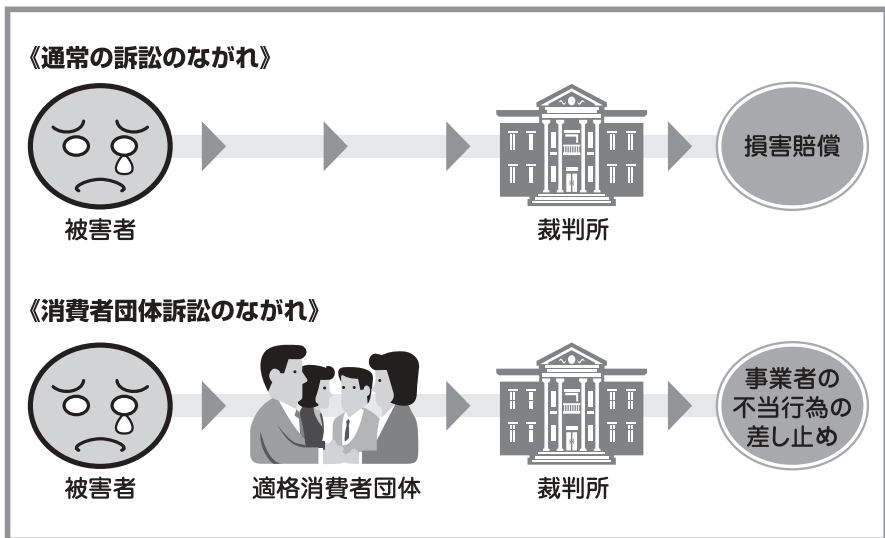 《通常の訴訟のながれ》
被害者
裁判所
損害賠償
《消費者団体訴訟のながれ》
被害者
適格消費者団体
裁判所
事業者の
不当行為の
差し止め